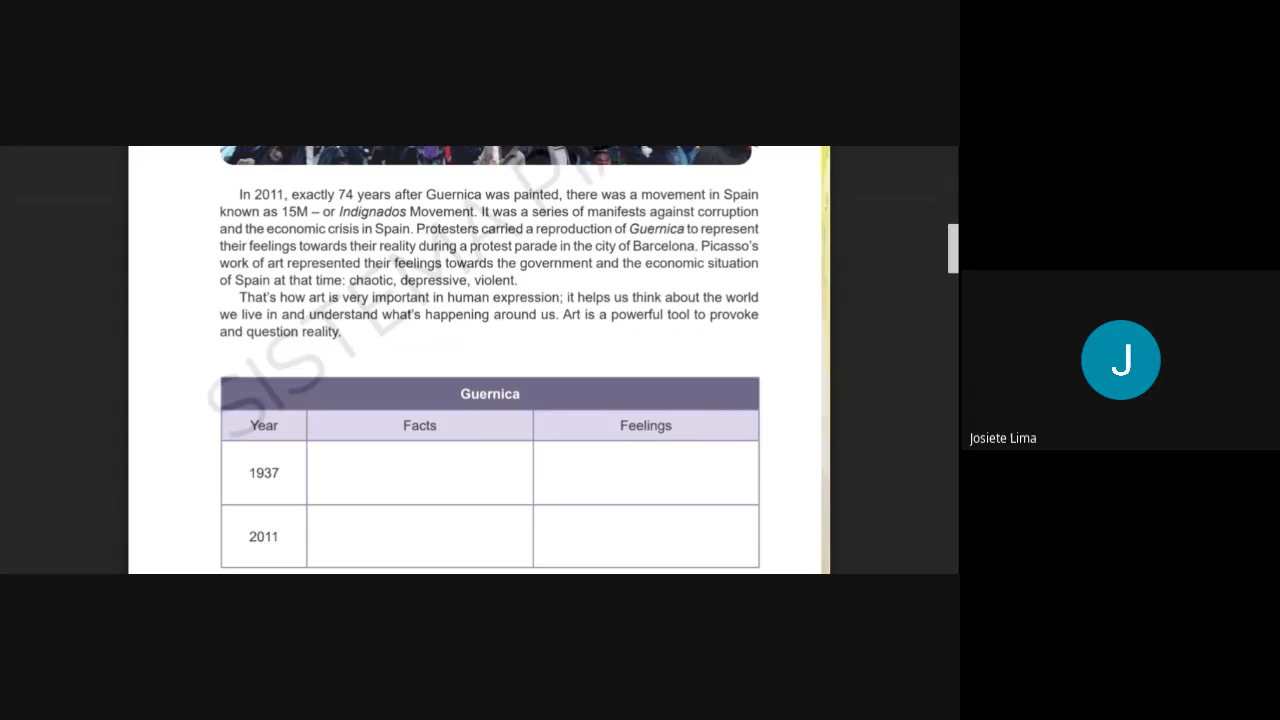 In 2011, exactly 74 years after Guernica was painted, there was a movement in Spain
known as 15M – or Indignados Movement. It was a series of manifests against corruption
and the economic crisis in Spain. Protesters carried a reproduction of Guernica to represent
their feelings towards their reality during a protest parade in the city of Barcelona. Picasso's
work of art represented their feelings towards the government and the economic situation
of Spain at that time: chaotic, depressive, violent.
That's how art is very important in human expression; it helps us think about the world
we live in and understand what's happening around us. Art is a powerful tool to provoke
and question reality.
SISTEMA
Guernica
Year Facts Feelings
1937
2011
J
Josiete Lima